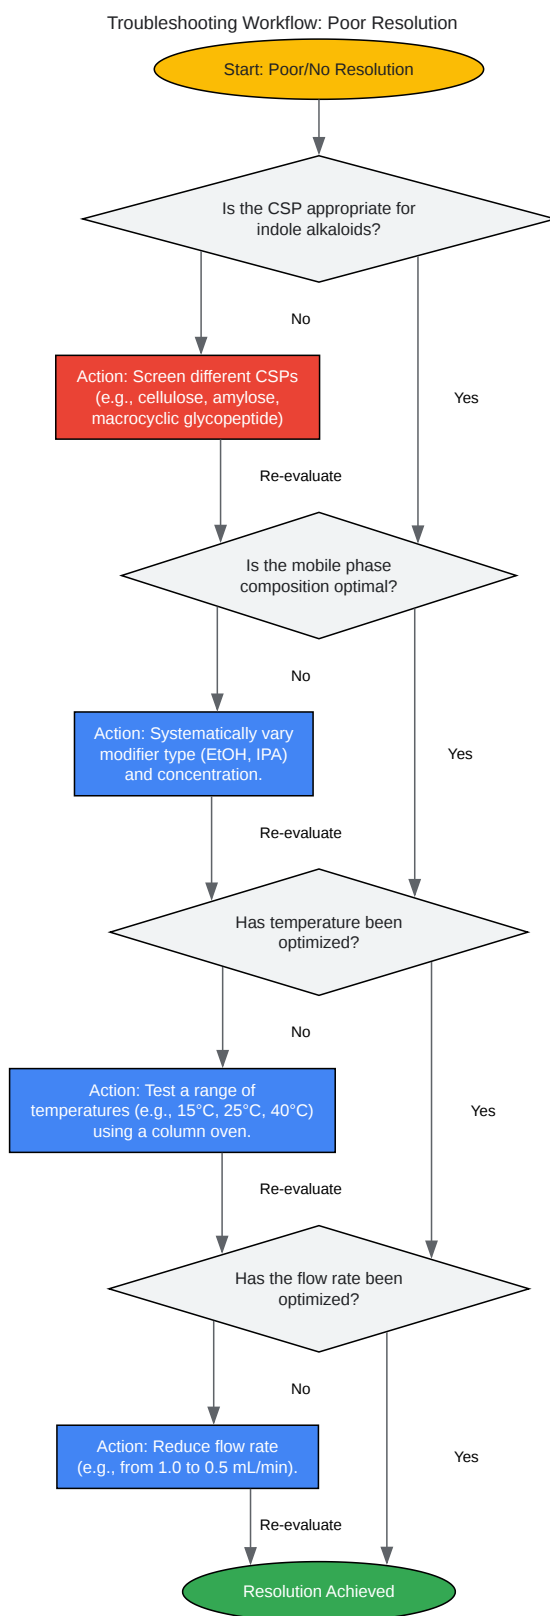 Troubleshooting Workflow: Poor Resolution
Start: Poor/No Resolution
Is the CSP appropriate for
indole alkaloids?
No
Action: Screen different CSPs
(e.g., cellulose, amylose,
macrocyclic glycopeptide)
Yes
Re-evaluate
Is the mobile phase
composition optimal?
No
Action: Systematically vary
modifier type (EtOH, IPA)
and concentration.
Yes
Re-evaluate
Has temperature been
optimized?
No
Action: Test a range of
temperatures (e.g., 15°C, 25°C, 40°C)
using a column oven.
Yes
Re-evaluate
Has the flow rate been
optimized?
No
Action: Reduce flow rate
(e.g., from 1.0 to 0.5 mL/min).
Yes
Re-evaluate
Resolution Achieved